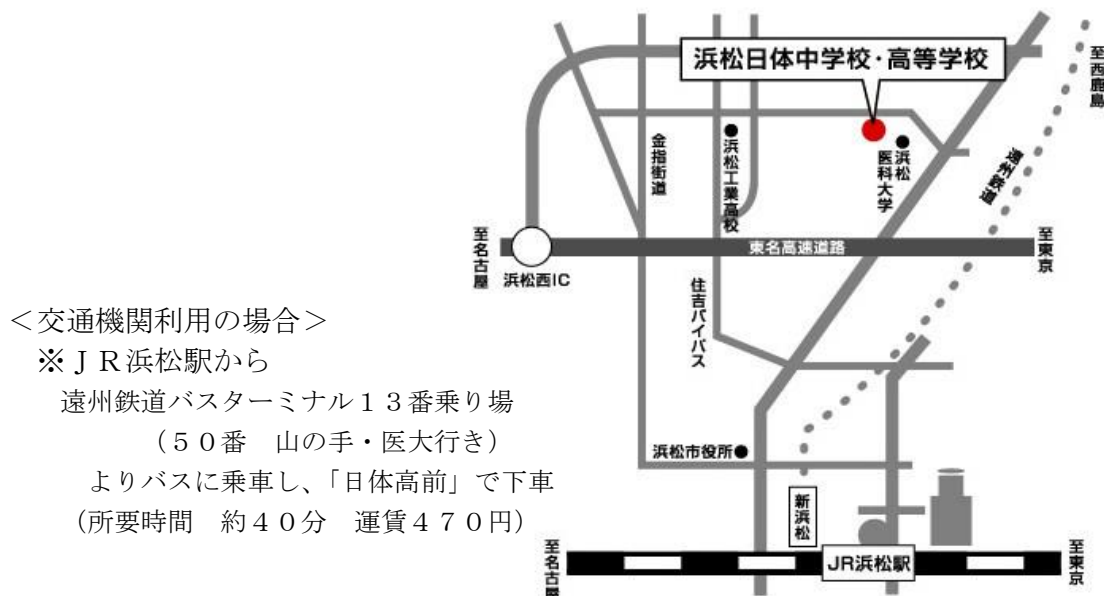 浜松日体中学校・高等学校
至西鹿島
金指街道
浜松工業高校
浜松
医科大学
遠州鉄道
至名古屋
浜松西IC
東名高速道路
至東京
住吉バイパス
＜交通機関利用の場合＞
※ＪＲ浜松駅から
遠州鉄道バスターミナル１３番乗り場
（５０番　山の手・医大行き）
よりバスに乗車し、「日体高前」で下車
（所要時間　約４０分　運賃４７０円）
浜松市役所
新浜松
至名古屋
JR浜松駅
至東京